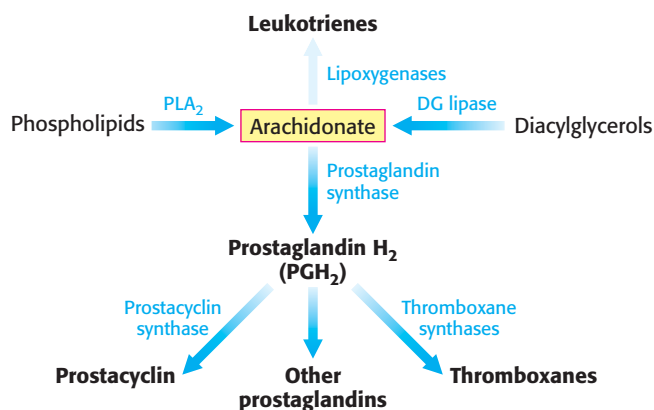 Leukotrienes
Lipoxygenases
PLA₂
DG lipase
Phospholipids
Arachidonate
Diacylglycerols
Prostaglandin
synthase
Prostaglandin H₂
(PGH₂)
Prostacyclin
synthase
Thromboxane
synthases
Prostacyclin
Other
prostaglandins
Thromboxanes